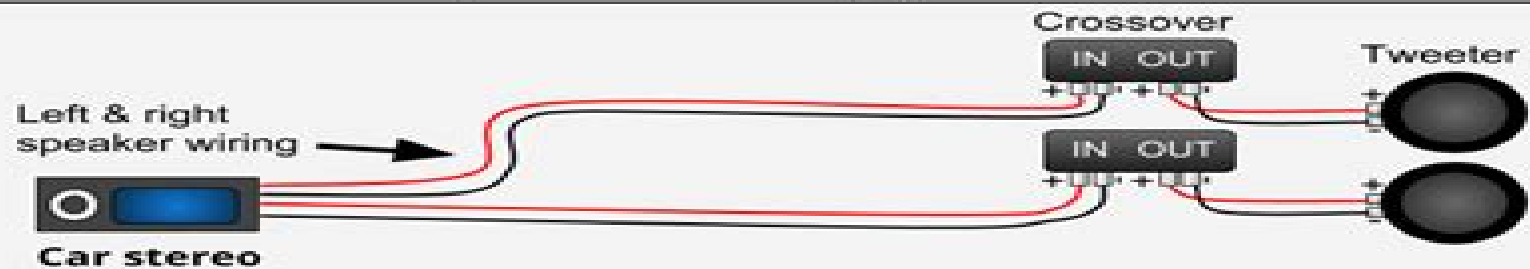 Crossover
IN OUT
Tweeter
+ - + -
+
-
Left & right
speaker wiring
IN OUT
+ - + -
+
-
Car stereo